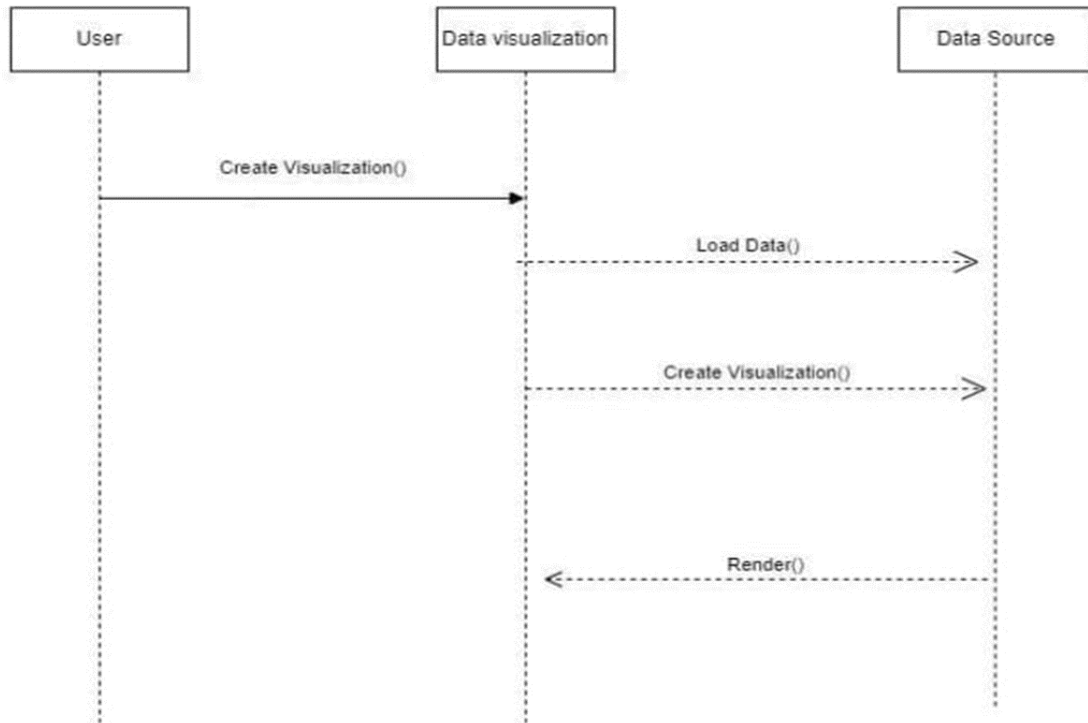 User
Data visualization
Data Source
Create Visualization()
Load Data()
Create Visualization()
Render()